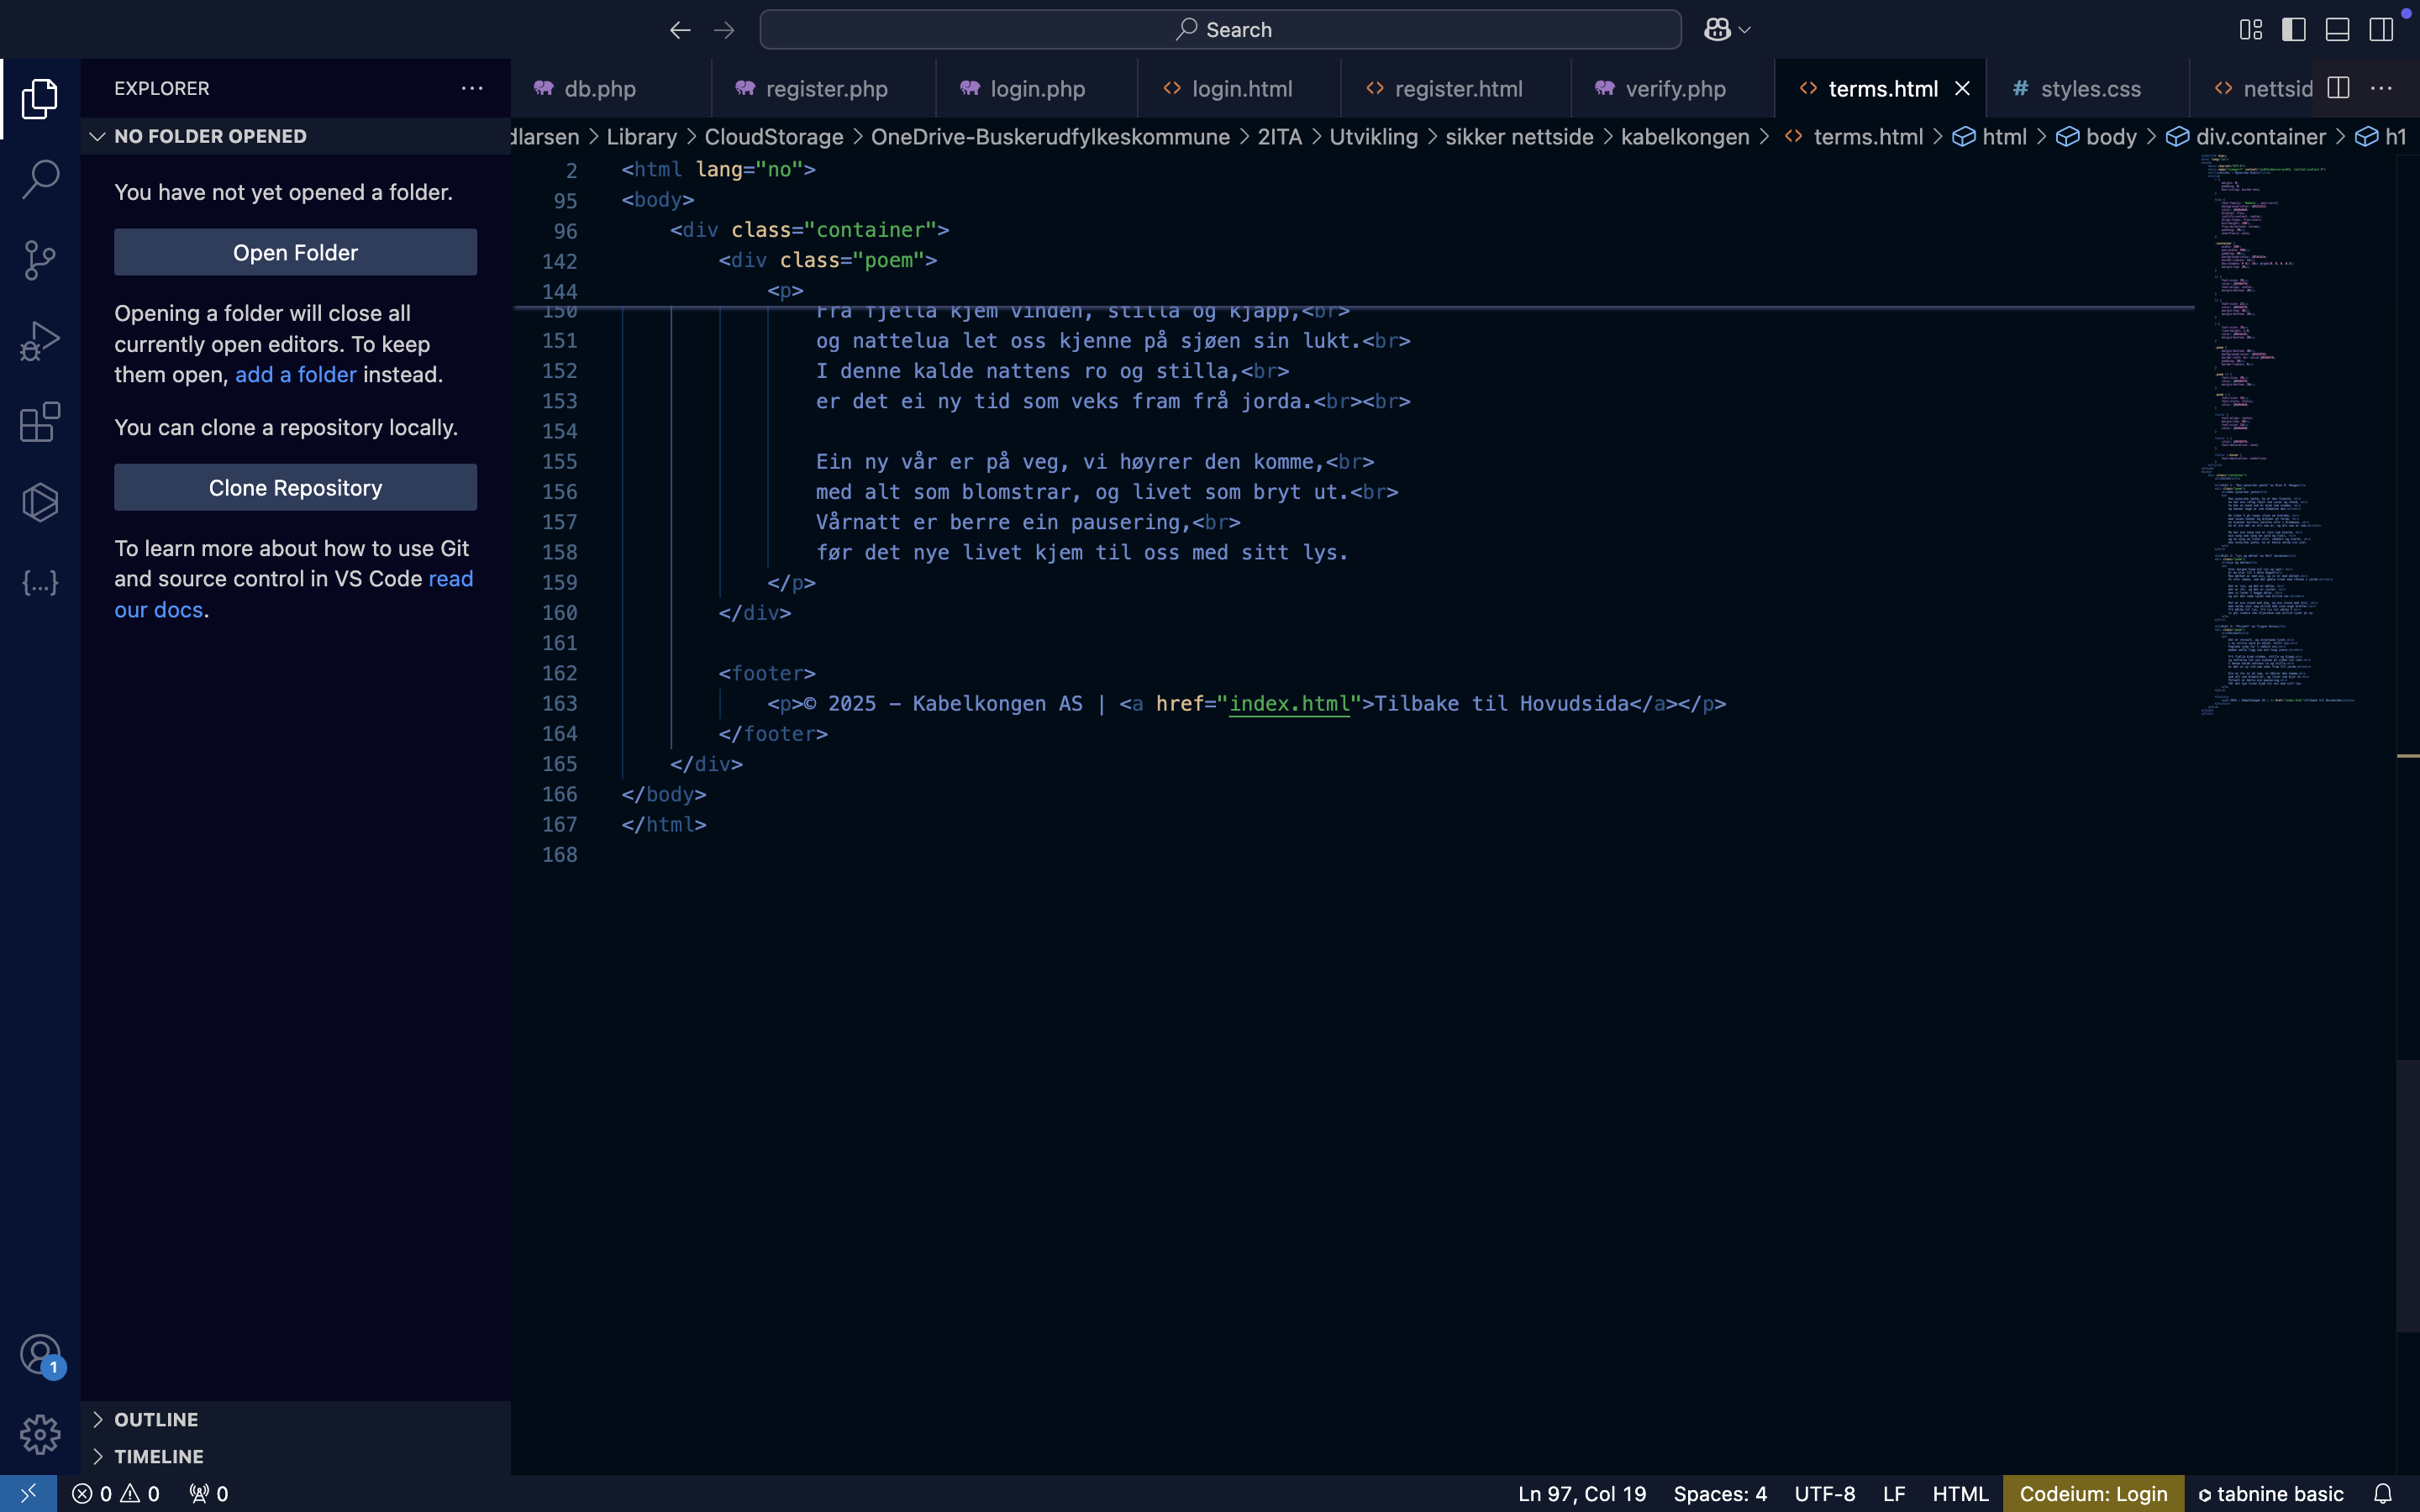 Search
EXPLORER
NO FOLDER OPENED
You have not yet opened a folder.
Open Folder
Opening a folder will close all
currently open editors. To keep
them open, add a folder instead.
You can clone a repository locally.
Clone Repository
To learn more about how to use Git
and source control in VS Code read
our docs.
1
OUTLINE
TIMELINE
db.php register.php login.php login.html register.html verify.php terms.html # styles.css nettsid
dlarsen > Library > CloudStorage > OneDrive-Buskerudfylkeskommune > 2ITA > Utvikling > sikker nettside > kabelkongen > terms.html > html > body > div.container > h1
2 <html lang="no">
95 <body>
96 <div class="container">
142 <div class="poem">
144 <p>
150 Frå fjella kjem vinden, stilla og kjapp,<br>
151 og nattelua let oss kjenne på sjøen sin lukt.<br>
152 I denne kalde nattens ro og stilla,<br>
153 er det ei ny tid som veks fram frå jorda.<br><br>
154
155 Ein ny vår er på veg, vi høyrer den komme,<br>
156 med alt som blomstrar, og livet som bryt ut.<br>
157 Vårnatt er berre ein pausering,<br>
158 før det nye livet kjem til oss med sitt lys.
159 </p>
160 </div>
161
162 <footer>
163 <p>© 2025 – Kabelkongen AS | <a href="index.html">Tilbake til Hovudsida</a></p>
164 </footer>
165 </div>
166 </body>
167 </html>
168
0 0 0 Ln 97, Col 19 Spaces: 4 UTF-8 LF HTML Codeium: Login tabnine basic